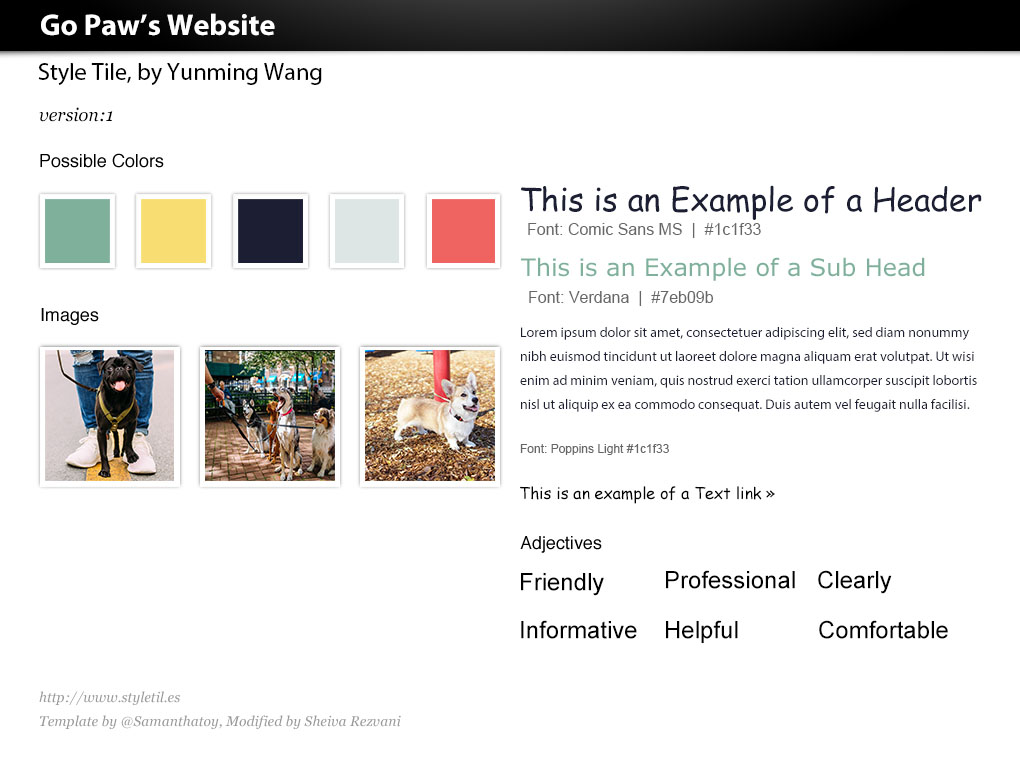 Go Paw's Website
Style Tile, by Yunming Wang
version:1
Possible Colors
Images
This is an Example of a Header
Font: Comic Sans MS | #1c1f33
This is an Example of a Sub Head
Font: Verdana | #7eb09b
Lorem ipsum dolor sit amet, consectetuer adipiscing elit, sed diam nonummy
nibh euismod tincidunt ut laoreet dolore magna aliquam erat volutpat. Ut wisi
enim ad minim veniam, quis nostrud exerci tation ullamcorper suscipit lobortis
nisl ut aliquip ex ea commodo consequat. Duis autem vel feugait nulla facilisi.
Font: Poppins Light #1c1f33
This is an example of a Text link »
Adjectives
Friendly Professional Clearly
Informative Helpful Comfortable
http://www.styletil.es
Template by @Samanthatoy, Modified by Sheiva Rezvani